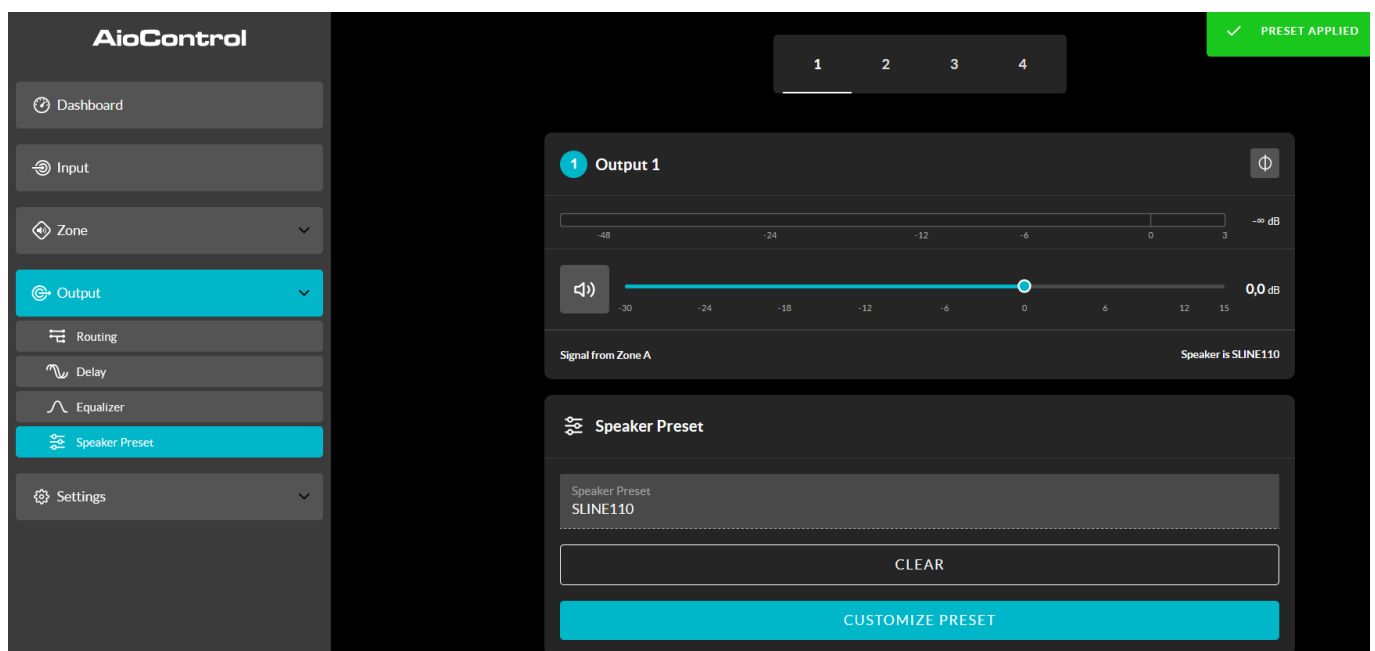 AioControl
Dashboard
Input
Zone
Output
Routing
Delay
Equalizer
Speaker Preset
Settings
PRESET APPLIED
1 2 3 4
1 Output 1
-∞ dB
-48 -24 -12 -6 0 3
0,0 dB
-30 -24 -18 -12 -6 0 6 12 15
Signal from Zone A Speaker is SLINE110
Speaker Preset
Speaker Preset
SLINE110
CLEAR
CUSTOMIZE PRESET